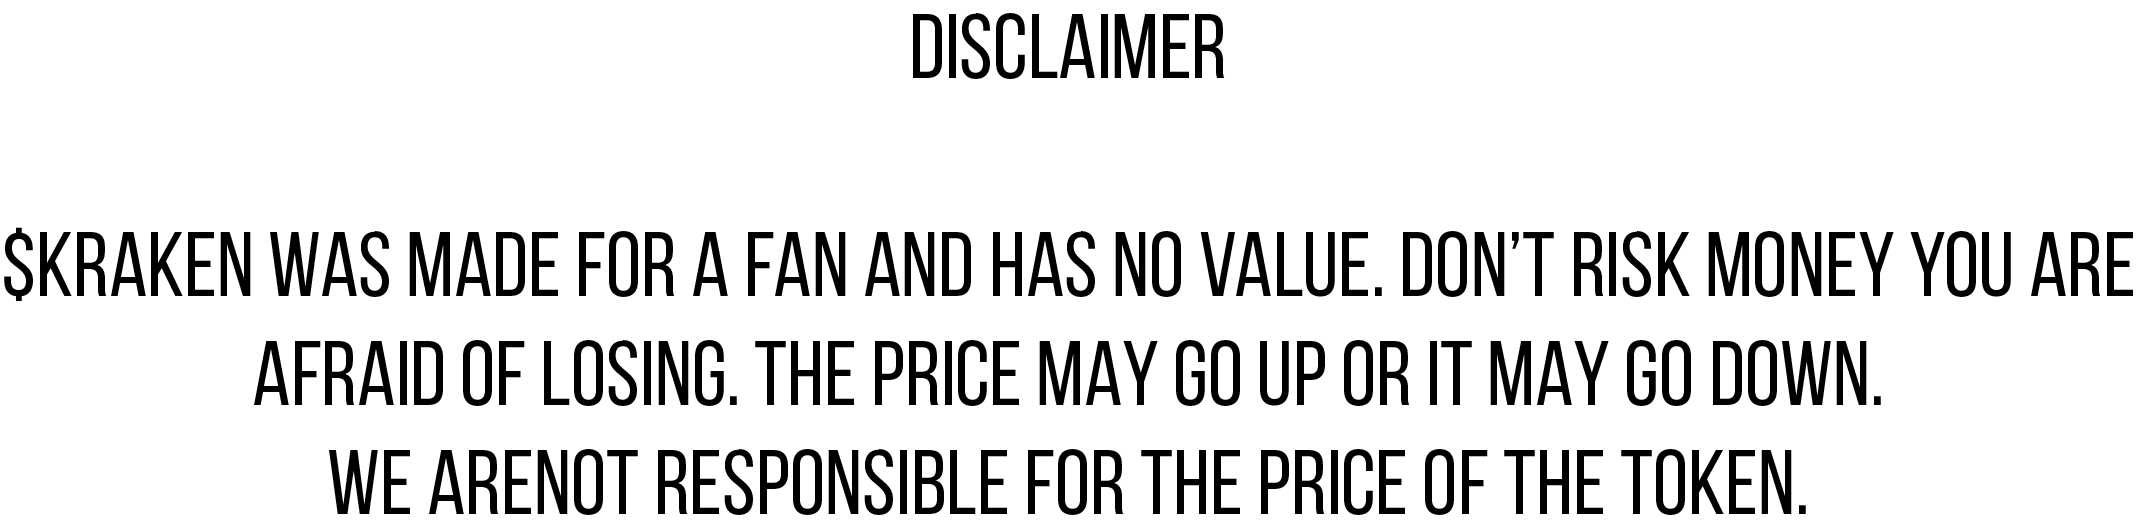 DISCLAIMER
$KRAKEN WAS MADE FOR A FAN AND HAS NO VALUE. DON’T RISK MONEY YOU ARE
AFRAID OF LOSING. THE PRICE MAY GO UP OR IT MAY GO DOWN.
WE ARENOT RESPONSIBLE FOR THE PRICE OF THE TOKEN.